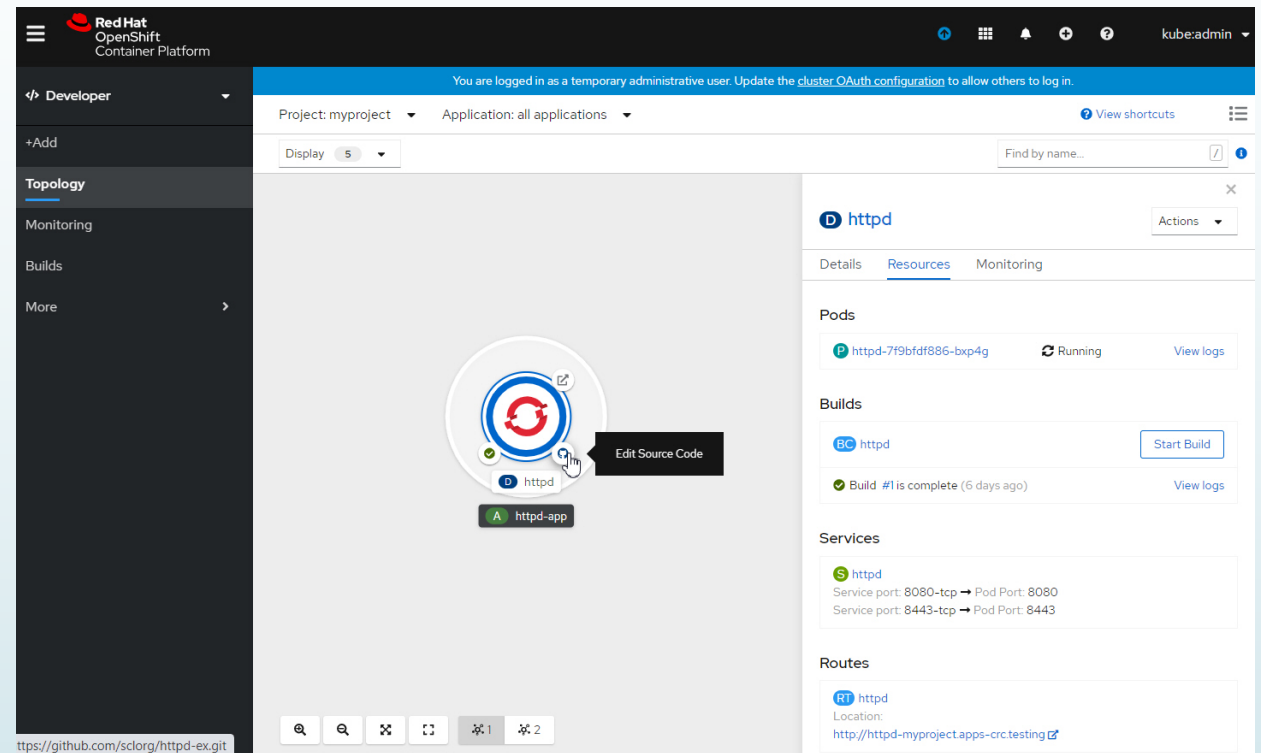 Red Hat
OpenShift
Container Platform
kube:admin
You are logged in as a temporary administrative user. Update the cluster OAuth configuration to allow others to log in.
</> Developer
Project: myproject
Application: all applications
View shortcuts
+Add
Display 5
Find by name...
/
Topology
Monitoring
Builds
More
D httpd
Actions
Details
Resources
Monitoring
Pods
P httpd-7f9bfdf886-bxp4g
Running
View logs
Builds
BC httpd
Start Build
Build #1 is complete (6 days ago)
View logs
Edit Source Code
D httpd
A httpd-app
Services
S httpd
Service port: 8080-tcp → Pod Port: 8080
Service port: 8443-tcp → Pod Port: 8443
Routes
RT httpd
Location:
http://httpd-myproject.apps-crc.testing
1
2
ttps://github.com/sclorg/httpd-ex.git